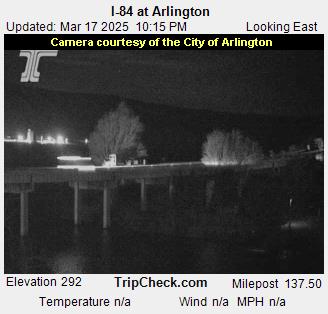 I-84 at Arlington
Updated: Mar 17 2025 10:15 PM Looking East
Camera courtesy of the City of Arlington
Elevation 292 TripCheck.com Milepost 137.50
Temperature n/a Wind n/a MPH n/a